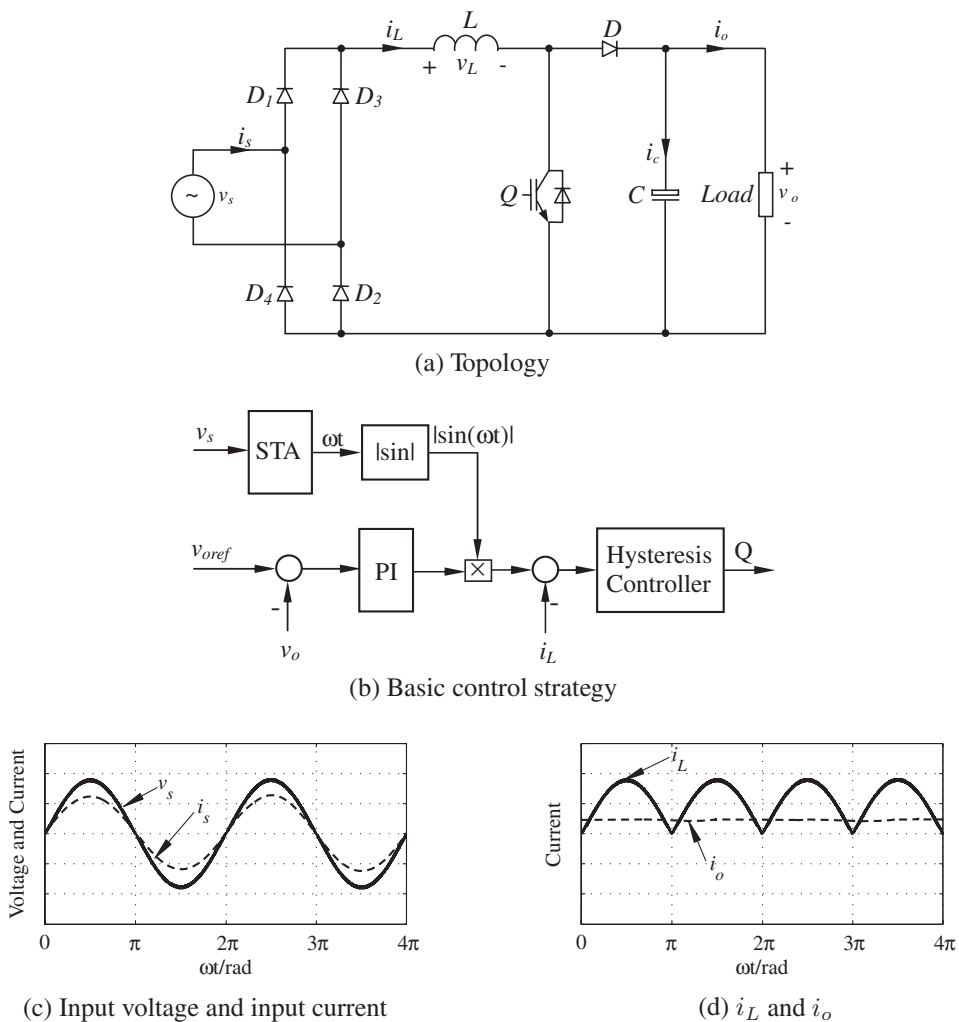 i_L
L
D
i_o
+
v_L
-
D_1
D_3
i_s
~
v_s
Q
i_c
C
Load
+
v_o
-
D_4
D_2
(a) Topology
v_s
STA
ωt
|sin|
|sin(ωt)|
v_oref
-
v_o
PI
×
-
i_L
Hysteresis
Controller
Q
(b) Basic control strategy
Voltage and Current
v_s
i_s
0
π
2π
3π
4π
ωt/rad
(c) Input voltage and input current
Current
i_L
i_o
0
π
2π
3π
4π
ωt/rad
(d) i_L and i_o